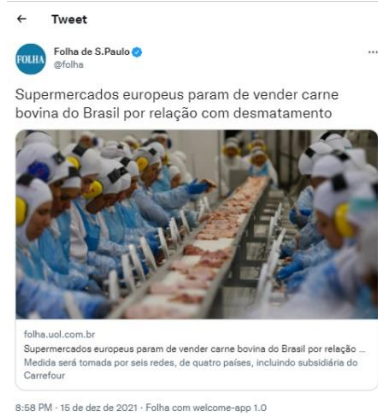 Tweet
FOLHA
Folha de S.Paulo
@folha
Supermercados europeus param de vender carne
bovina do Brasil por relação com desmatamento
folha.uol.com.br
Supermercados europeus param de vender carne bovina do Brasil por relação ...
Medida será tomada por seis redes, de quatro países, incluindo subsidiária do
Carrefour
8:58 PM · 15 de dez de 2021 · Folha com welcome-app 1.0